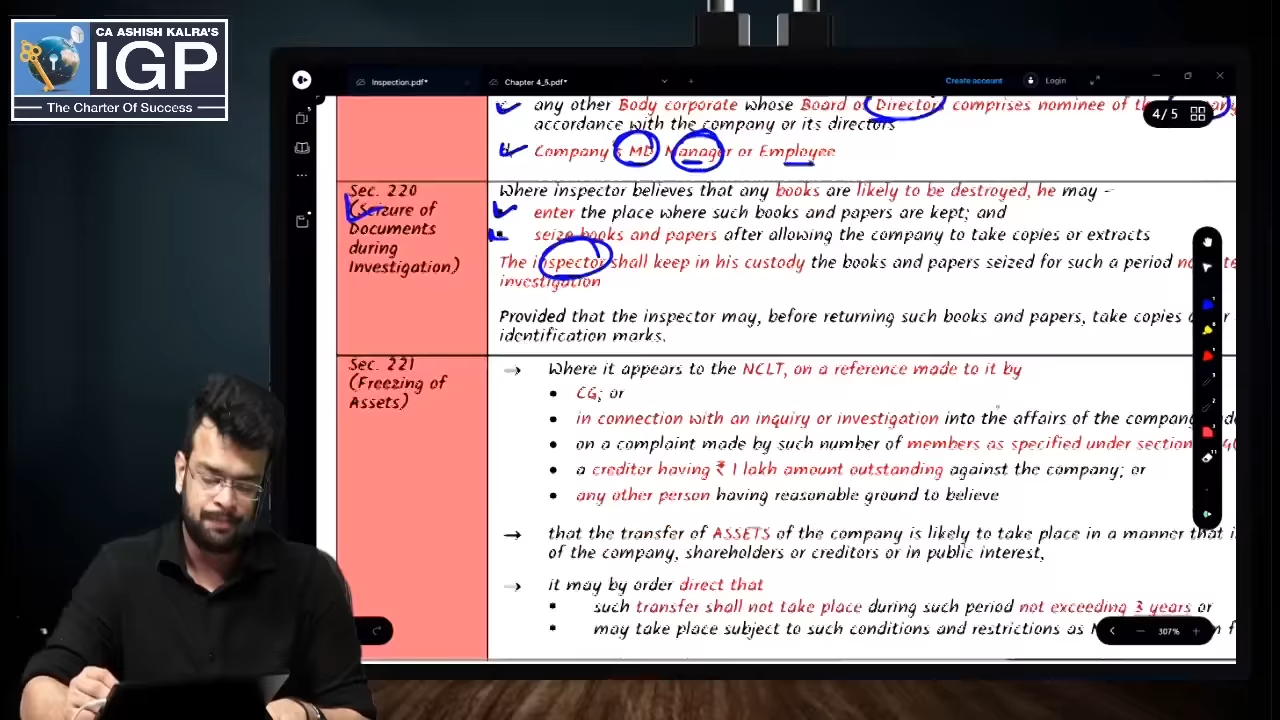 CA ASHISH KALRA'S
IGP
The Charter Of Success
Inspection.pdf*
Chapter 4_5.pdf*
Create account
Login
4/5
any other Body corporate whose Board of Director comprises nominee of the
accordance with the company or its directors
Company's MD Manager or Employee
Sec. 220
(Seizure of
Documents
during
Investigation)
Where inspector believes that any books are likely to be destroyed, he may –
enter the place where such books and papers are kept; and
seize books and papers after allowing the company to take copies or extracts
The inspector shall keep in his custody the books and papers seized for such a period
investigation
Provided that the inspector may, before returning such books and papers, take copies
identification marks.
Sec. 221
(Freezing of
Assets)
→ Where it appears to the NCLT, on a reference made to it by
• CG; or
• in connection with an inquiry or investigation into the affairs of the company
• on a complaint made by such number of members as specified under section
• a creditor having ₹ 1 lakh amount outstanding against the company; or
• any other person having reasonable ground to believe
→ that the transfer of ASSETS of the company is likely to take place in a manner that
of the company, shareholders or creditors or in public interest,
→ it may by order direct that
▪ such transfer shall not take place during such period not exceeding 3 years or
▪ may take place subject to such conditions and restrictions as
307%